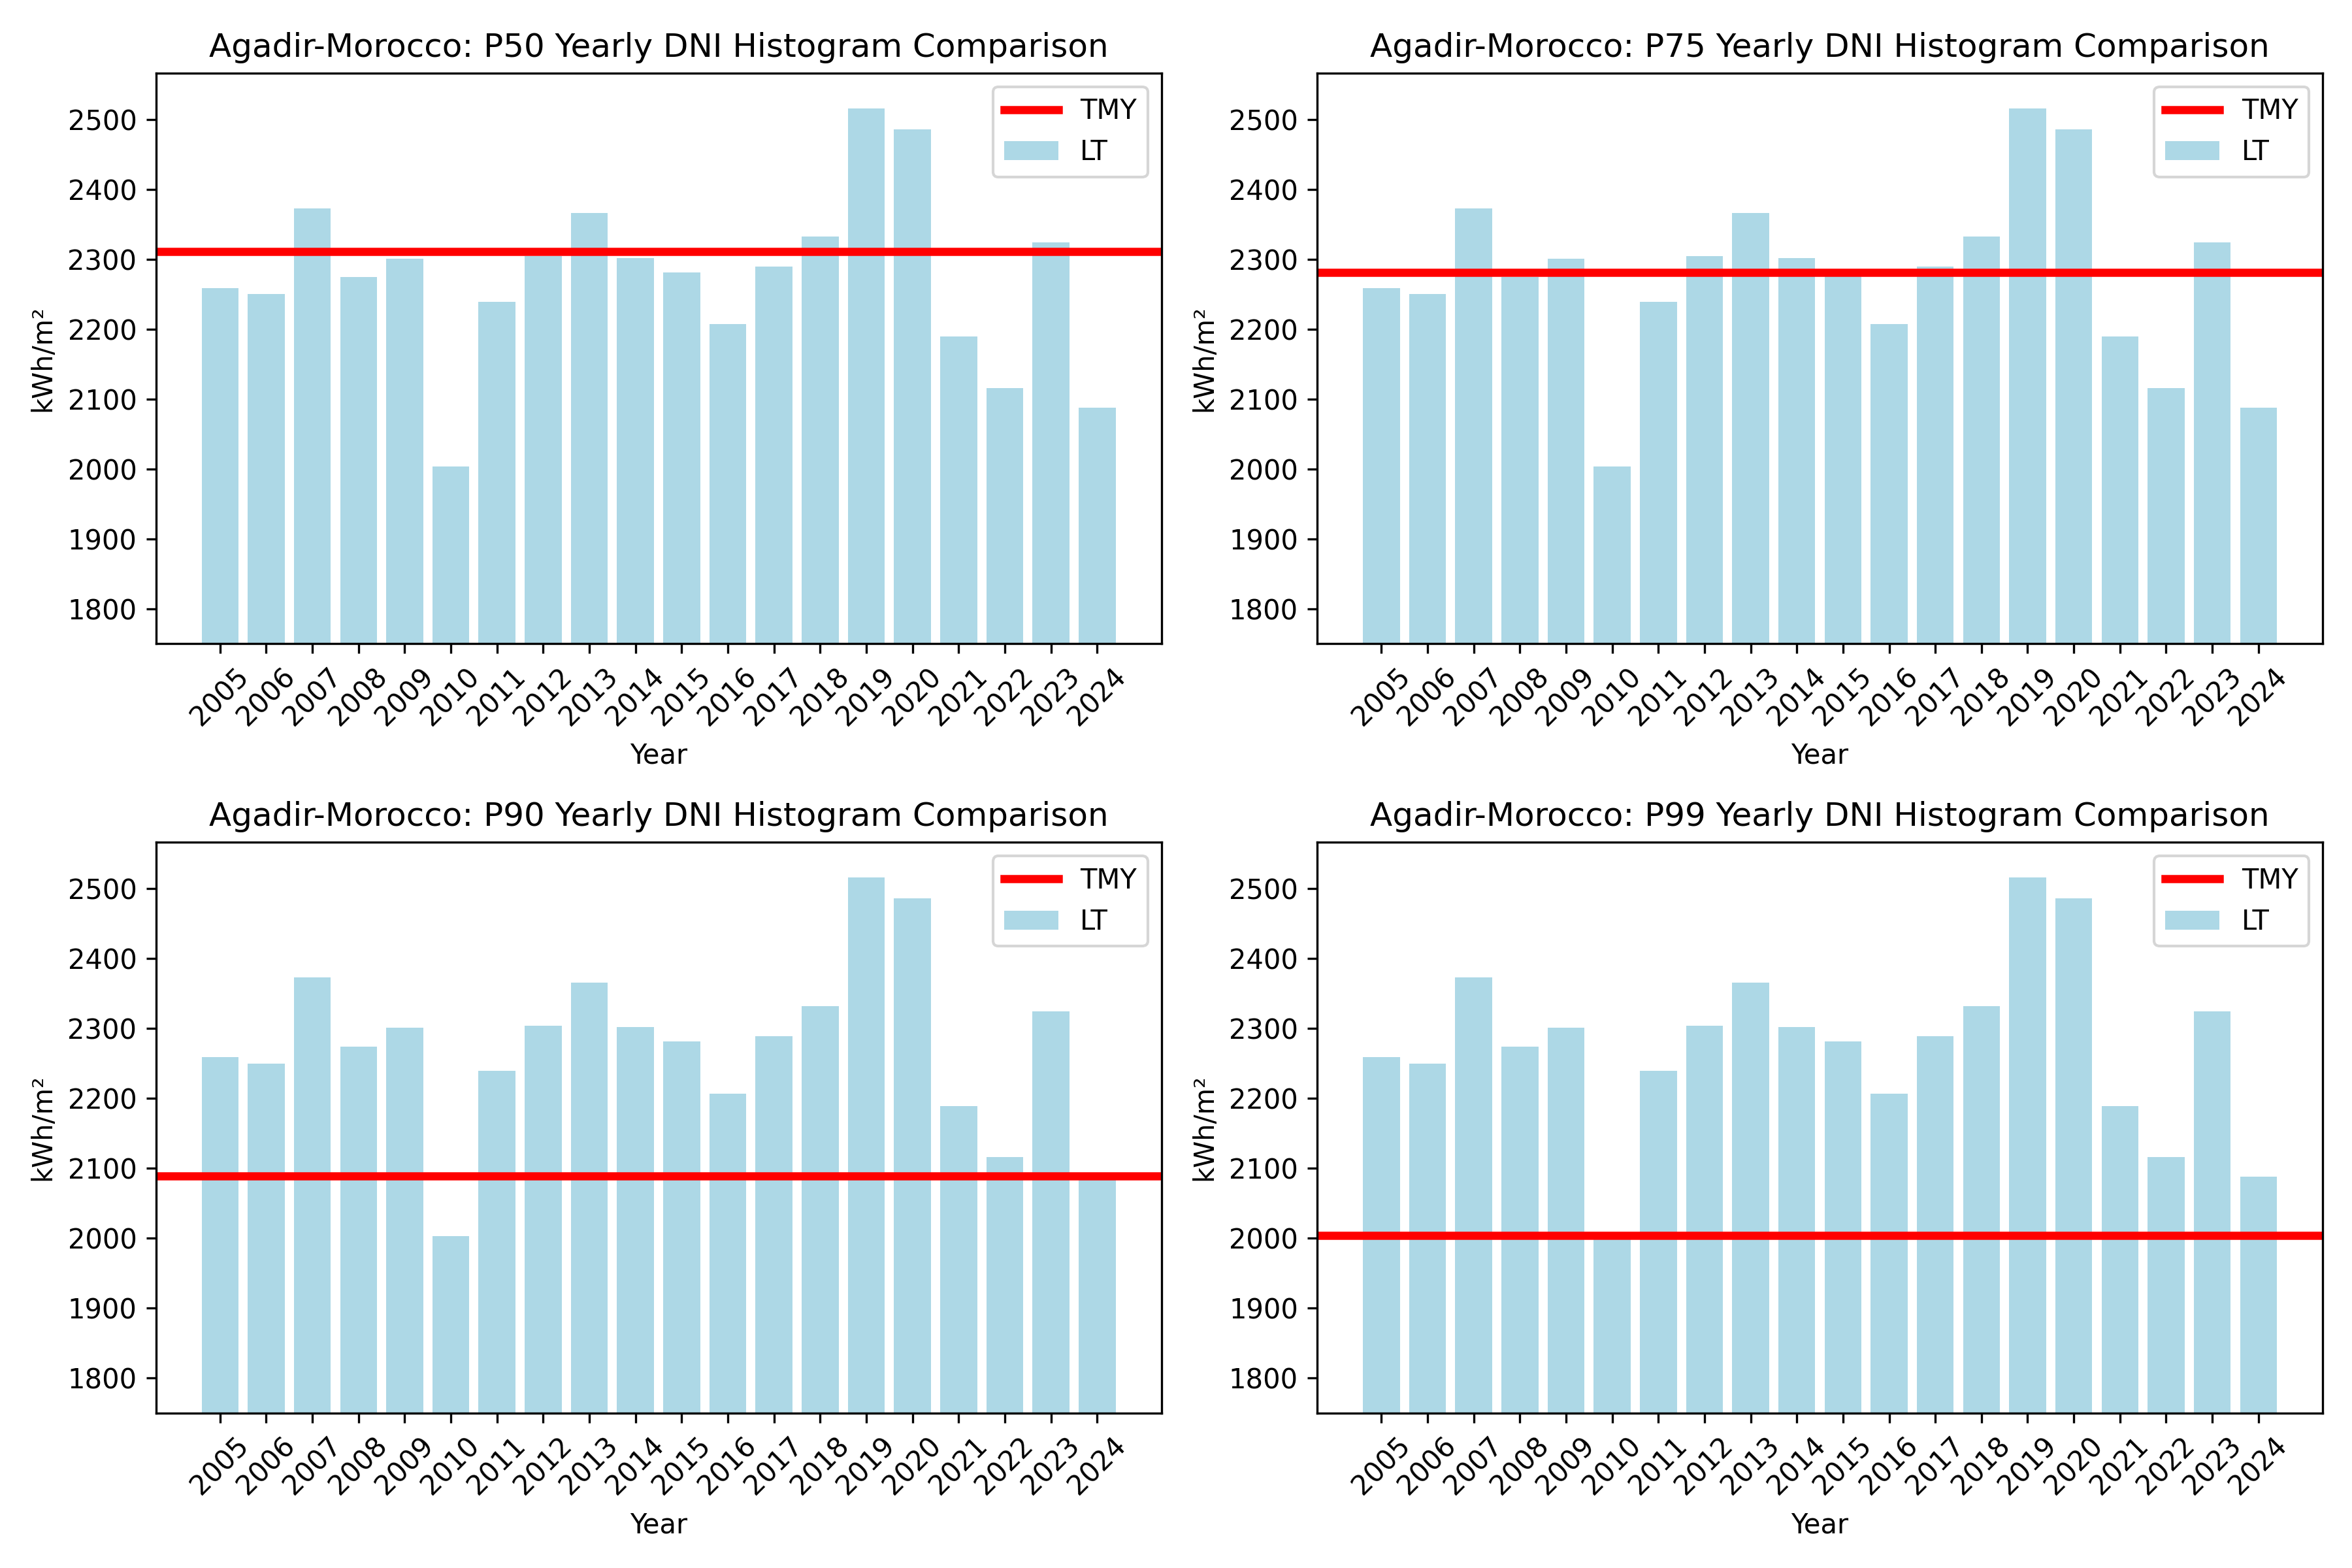 Agadir-Morocco: P50 Yearly DNI Histogram Comparison
TMY
LT
kWh/m²
2500
2400
2300
2200
2100
2000
1900
1800
2005 2006 2007 2008 2009 2010 2011 2012 2013 2014 2015 2016 2017 2018 2019 2020 2021 2022 2023 2024
Year
Agadir-Morocco: P75 Yearly DNI Histogram Comparison
TMY
LT
kWh/m²
2500
2400
2300
2200
2100
2000
1900
1800
2005 2006 2007 2008 2009 2010 2011 2012 2013 2014 2015 2016 2017 2018 2019 2020 2021 2022 2023 2024
Year
Agadir-Morocco: P90 Yearly DNI Histogram Comparison
TMY
LT
kWh/m²
2500
2400
2300
2200
2100
2000
1900
1800
2005 2006 2007 2008 2009 2010 2011 2012 2013 2014 2015 2016 2017 2018 2019 2020 2021 2022 2023 2024
Year
Agadir-Morocco: P99 Yearly DNI Histogram Comparison
TMY
LT
kWh/m²
2500
2400
2300
2200
2100
2000
1900
1800
2005 2006 2007 2008 2009 2010 2011 2012 2013 2014 2015 2016 2017 2018 2019 2020 2021 2022 2023 2024
Year